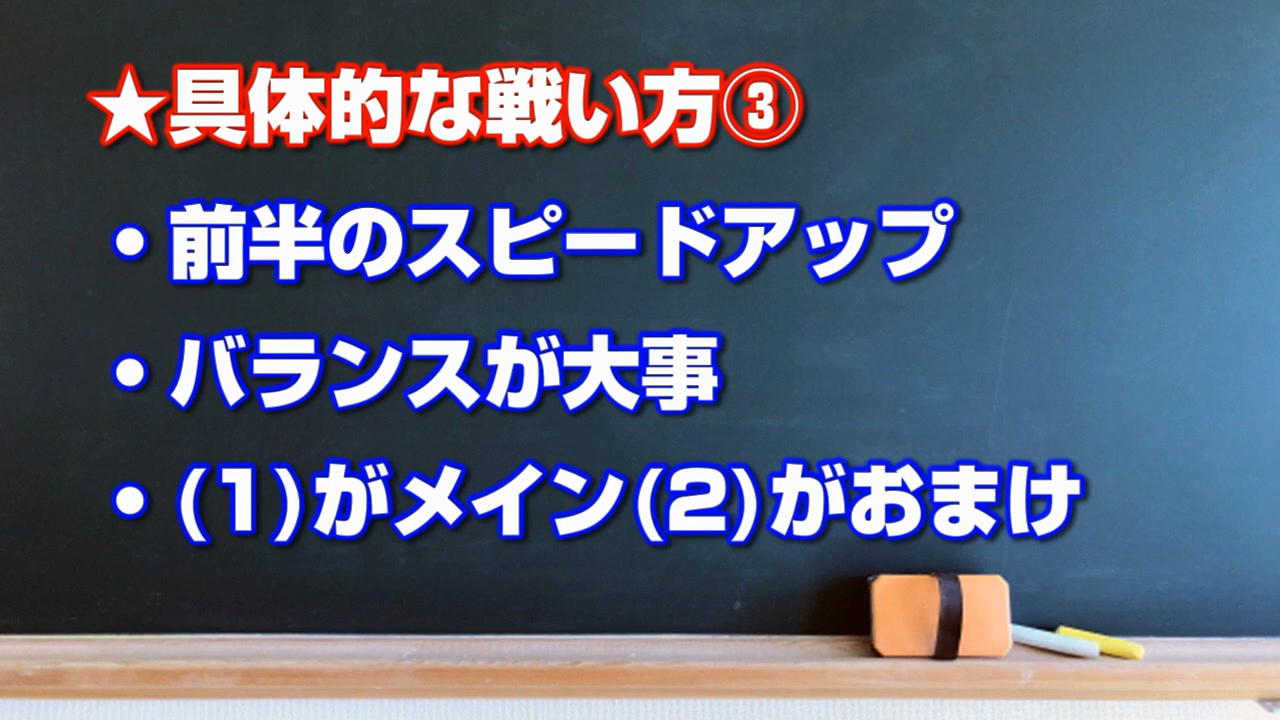 ★具体的な戦い方③
・前半のスピードアップ
・バランスが大事
・(1)がメイン(2)がおまけ